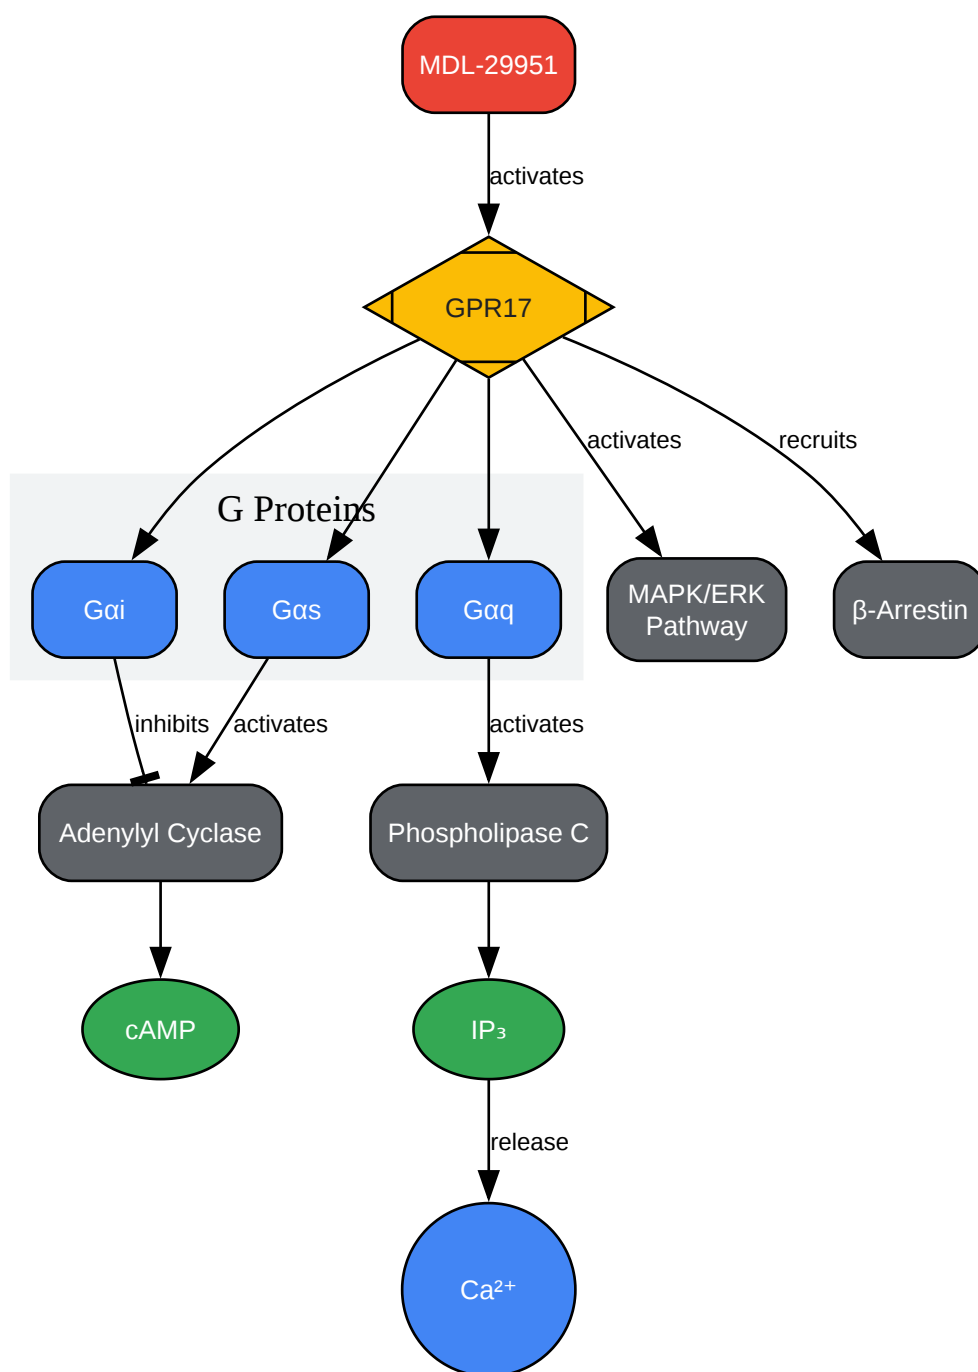 MDL-29951
activates
GPR17
activates
recruits
G Proteins
Gαi
Gαs
Gαq
MAPK/ERK
Pathway
β-Arrestin
inhibits
activates
activates
Adenylyl Cyclase
Phospholipase C
cAMP
IP₃
release
Ca²⁺